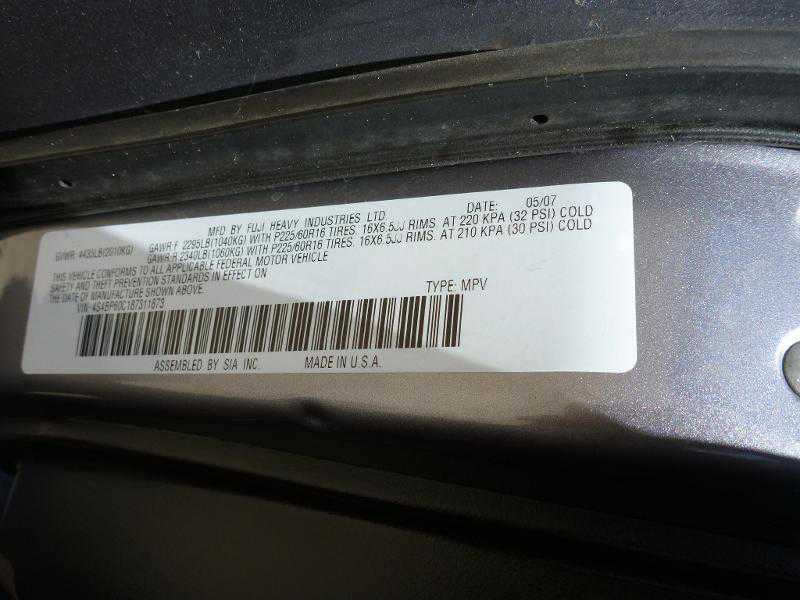 MFD. BY FUJI HEAVY INDUSTRIES LTD. DATE: 05/07
GVWR: 4435LB(2010KG) GAWR:F 2295LB(1040KG) WITH P225/60R16 TIRES. 16X6.5JJ RIMS. AT 220 KPA (32 PSI) COLD
GAWR:R 2340LB(1060KG) WITH P225/60R16 TIRES. 16X6.5JJ RIMS. AT 210 KPA (30 PSI) COLD
THIS VEHICLE CONFORMS TO ALL APPLICABLE FEDERAL MOTOR VEHICLE
SAFETY AND THEFT PREVENTION STANDARDS IN EFFECT ON
THE DATE OF MANUFACTURE SHOWN ABOVE.
VIN: 4S4BP60C187311673 TYPE: MPV
ASSEMBLED BY SIA INC. MADE IN U.S.A.